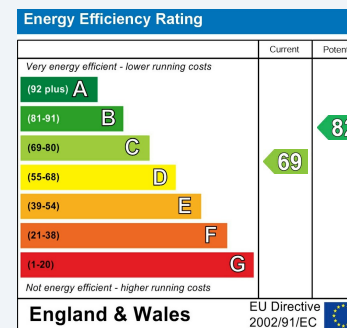 Energy Efficiency Rating
Current
Very energy efficient - lower running costs
(92 plus) A
(81-91) B
(69-80) C
69
(55-68) D
(39-54) E
(21-38) F
(1-20) G
Not energy efficient - higher running costs
England & Wales
EU Directive
2002/91/EC